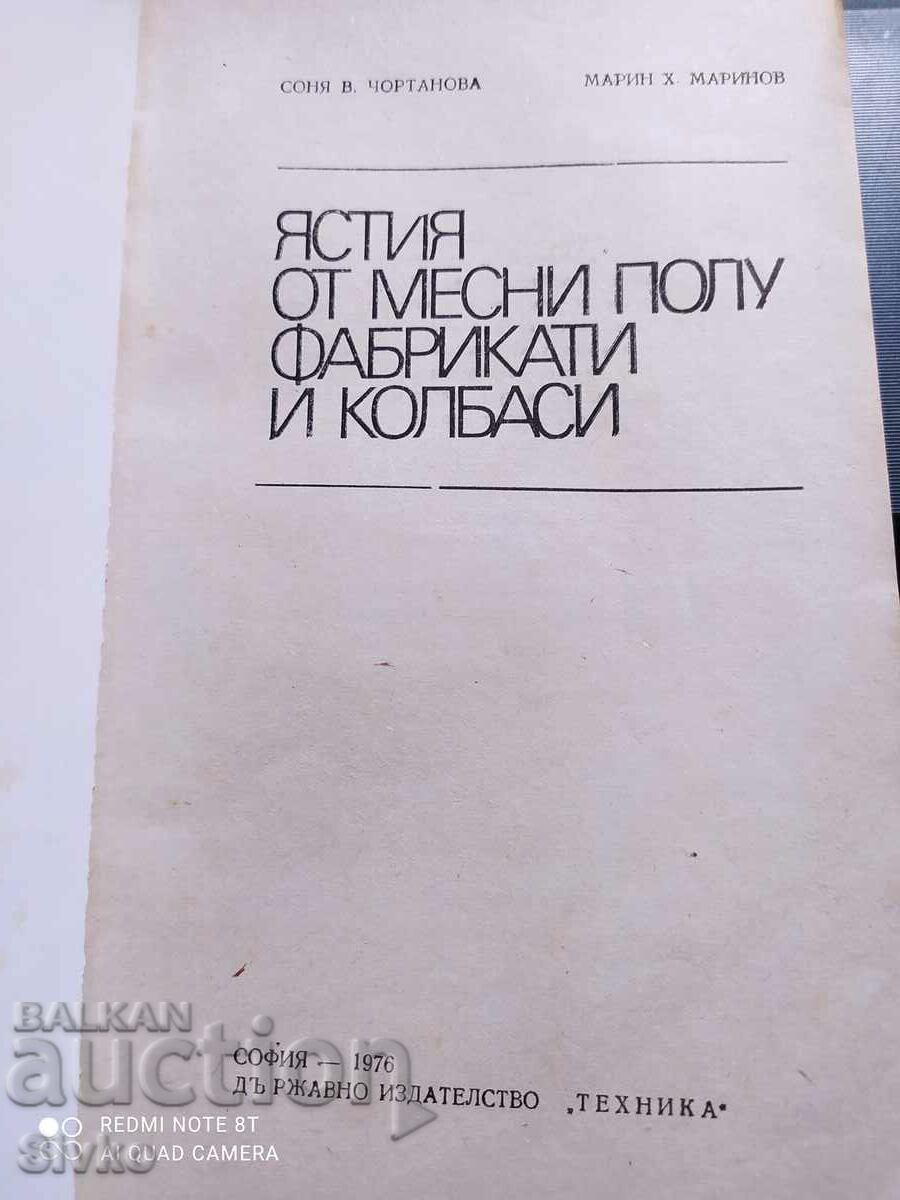 СОНЯ В. ЧОРТАНОВА МАРИН Х. МАРИНОВ
ЯСТИЯ
ОТ МЕСНИ ПОЛУ
ФАБРИКАТИ
И КОЛБАСИ
СОФИЯ — 1976
ДЪРЖАВНО ИЗДАТЕЛСТВО „ТЕХНИКА“
BALKAN
auction
REDMI NOTE 8T
AI QUAD CAMERA
Sivko